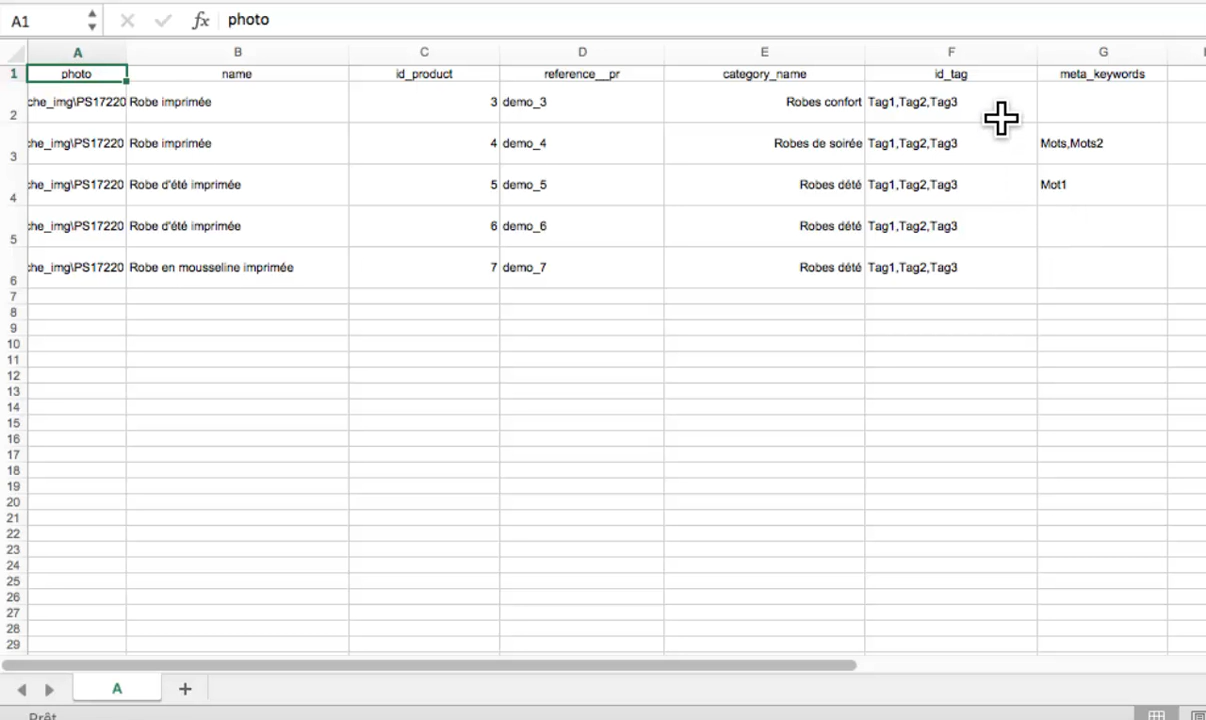 A1 fx photo
A B C D E F G
1 photo name id_product reference__pr category_name id_tag meta_keywords
2 che_img\PS17220 Robe imprimée 3 demo_3 Robes confort Tag1,Tag2,Tag3
3 che_img\PS17220 Robe imprimée 4 demo_4 Robes de soirée Tag1,Tag2,Tag3 Mots,Mots2
4 che_img\PS17220 Robe d'été imprimée 5 demo_5 Robes dété Tag1,Tag2,Tag3 Mot1
5 che_img\PS17220 Robe d'été imprimée 6 demo_6 Robes dété Tag1,Tag2,Tag3
6 che_img\PS17220 Robe en mousseline imprimée 7 demo_7 Robes dété Tag1,Tag2,Tag3
7
8
9
10
11
12
13
14
15
16
17
18
19
20
21
22
23
24
25
26
27
28
29
A
Prêt